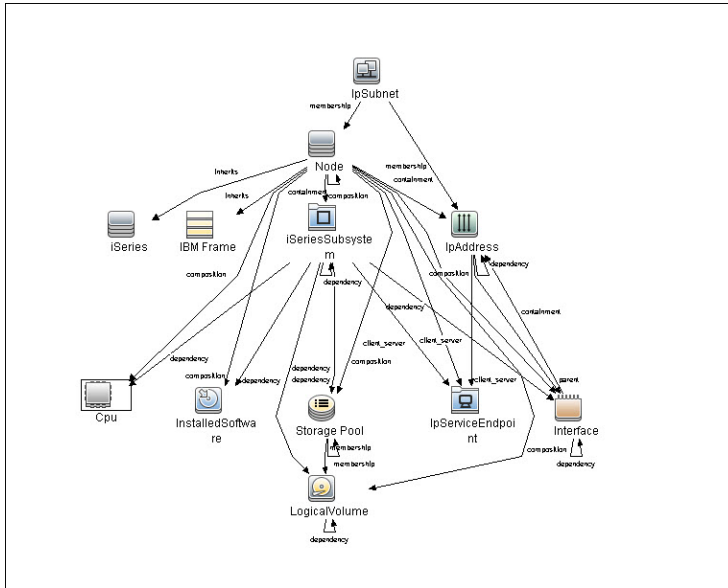 IpSubnet
membership
Node
membership
Inherits
Inherits
containment
composition
containment
iSeries
IBM Frame
iSeriesSubsyste
m
IpAddress
dependency
composition
composition
dependency
dependency
containment
client_server
client_server
dependency
composition
dependency
composition
dependency
dependency
client_server
parent
Cpu
InstalledSoftwa
re
Storage Pool
IpServiceEndpoi
nt
Interface
membership
membership
composition
dependency
LogicalVolume
dependency